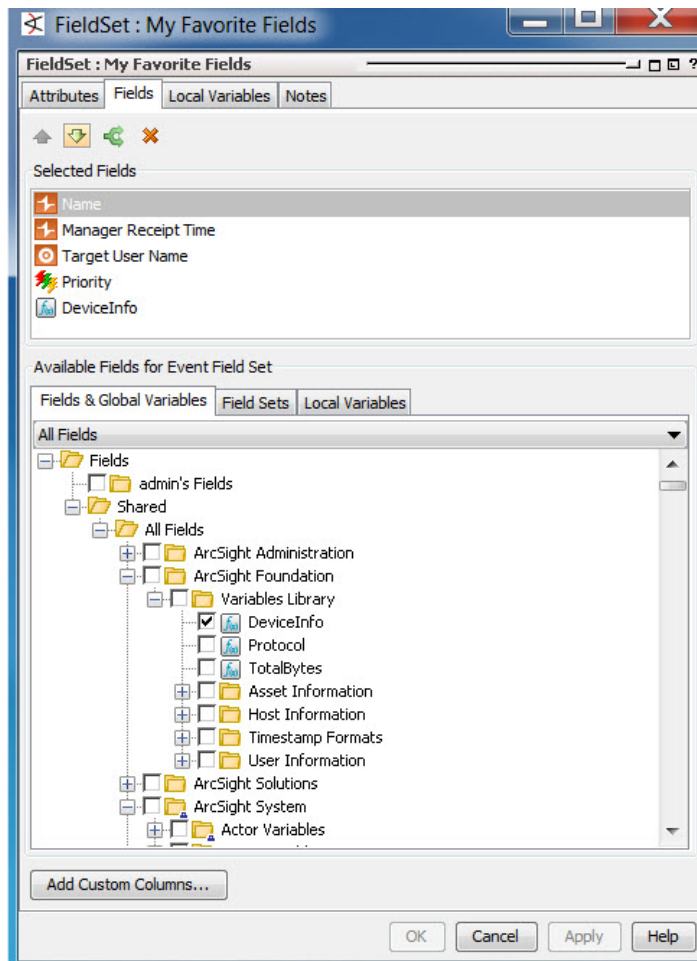 FieldSet : My Favorite Fields
FieldSet : My Favorite Fields
Attributes Fields Local Variables Notes
Selected Fields
Name
Manager Receipt Time
Target User Name
Priority
DeviceInfo
Available Fields for Event Field Set
Fields & Global Variables Field Sets Local Variables
All Fields
Fields
admin's Fields
Shared
All Fields
ArcSight Administration
ArcSight Foundation
Variables Library
DeviceInfo
Protocol
TotalBytes
Asset Information
Host Information
Timestamp Formats
User Information
ArcSight Solutions
ArcSight System
Actor Variables
Add Custom Columns...
OK Cancel Apply Help